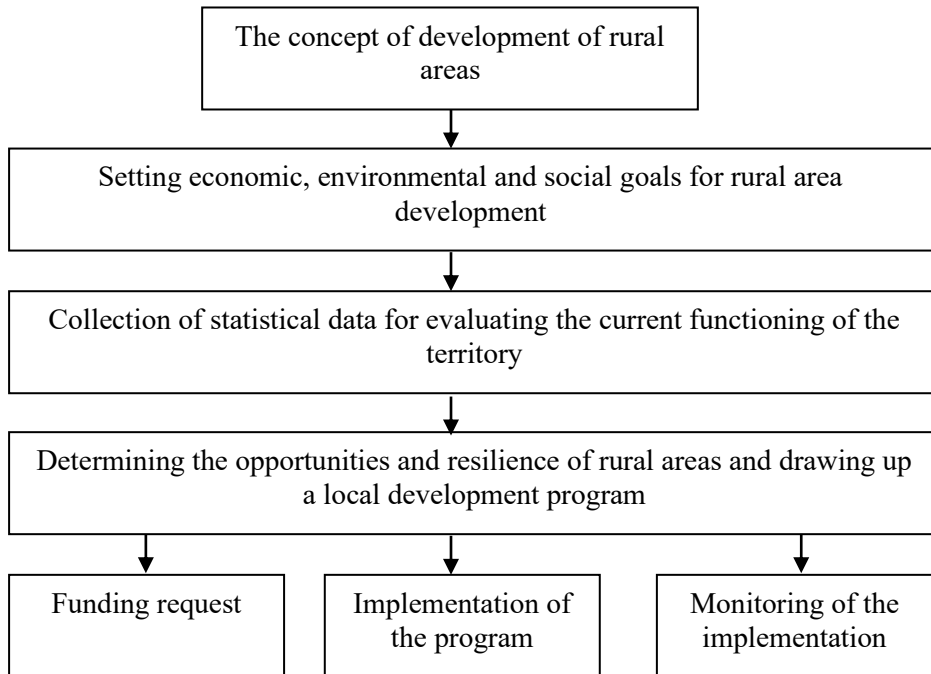 The concept of development of rural
areas
Setting economic, environmental and social goals for rural area
development
Collection of statistical data for evaluating the current functioning of the
territory
Determining the opportunities and resilience of rural areas and drawing up
a local development program
Funding request
Implementation of
the program
Monitoring of the
implementation